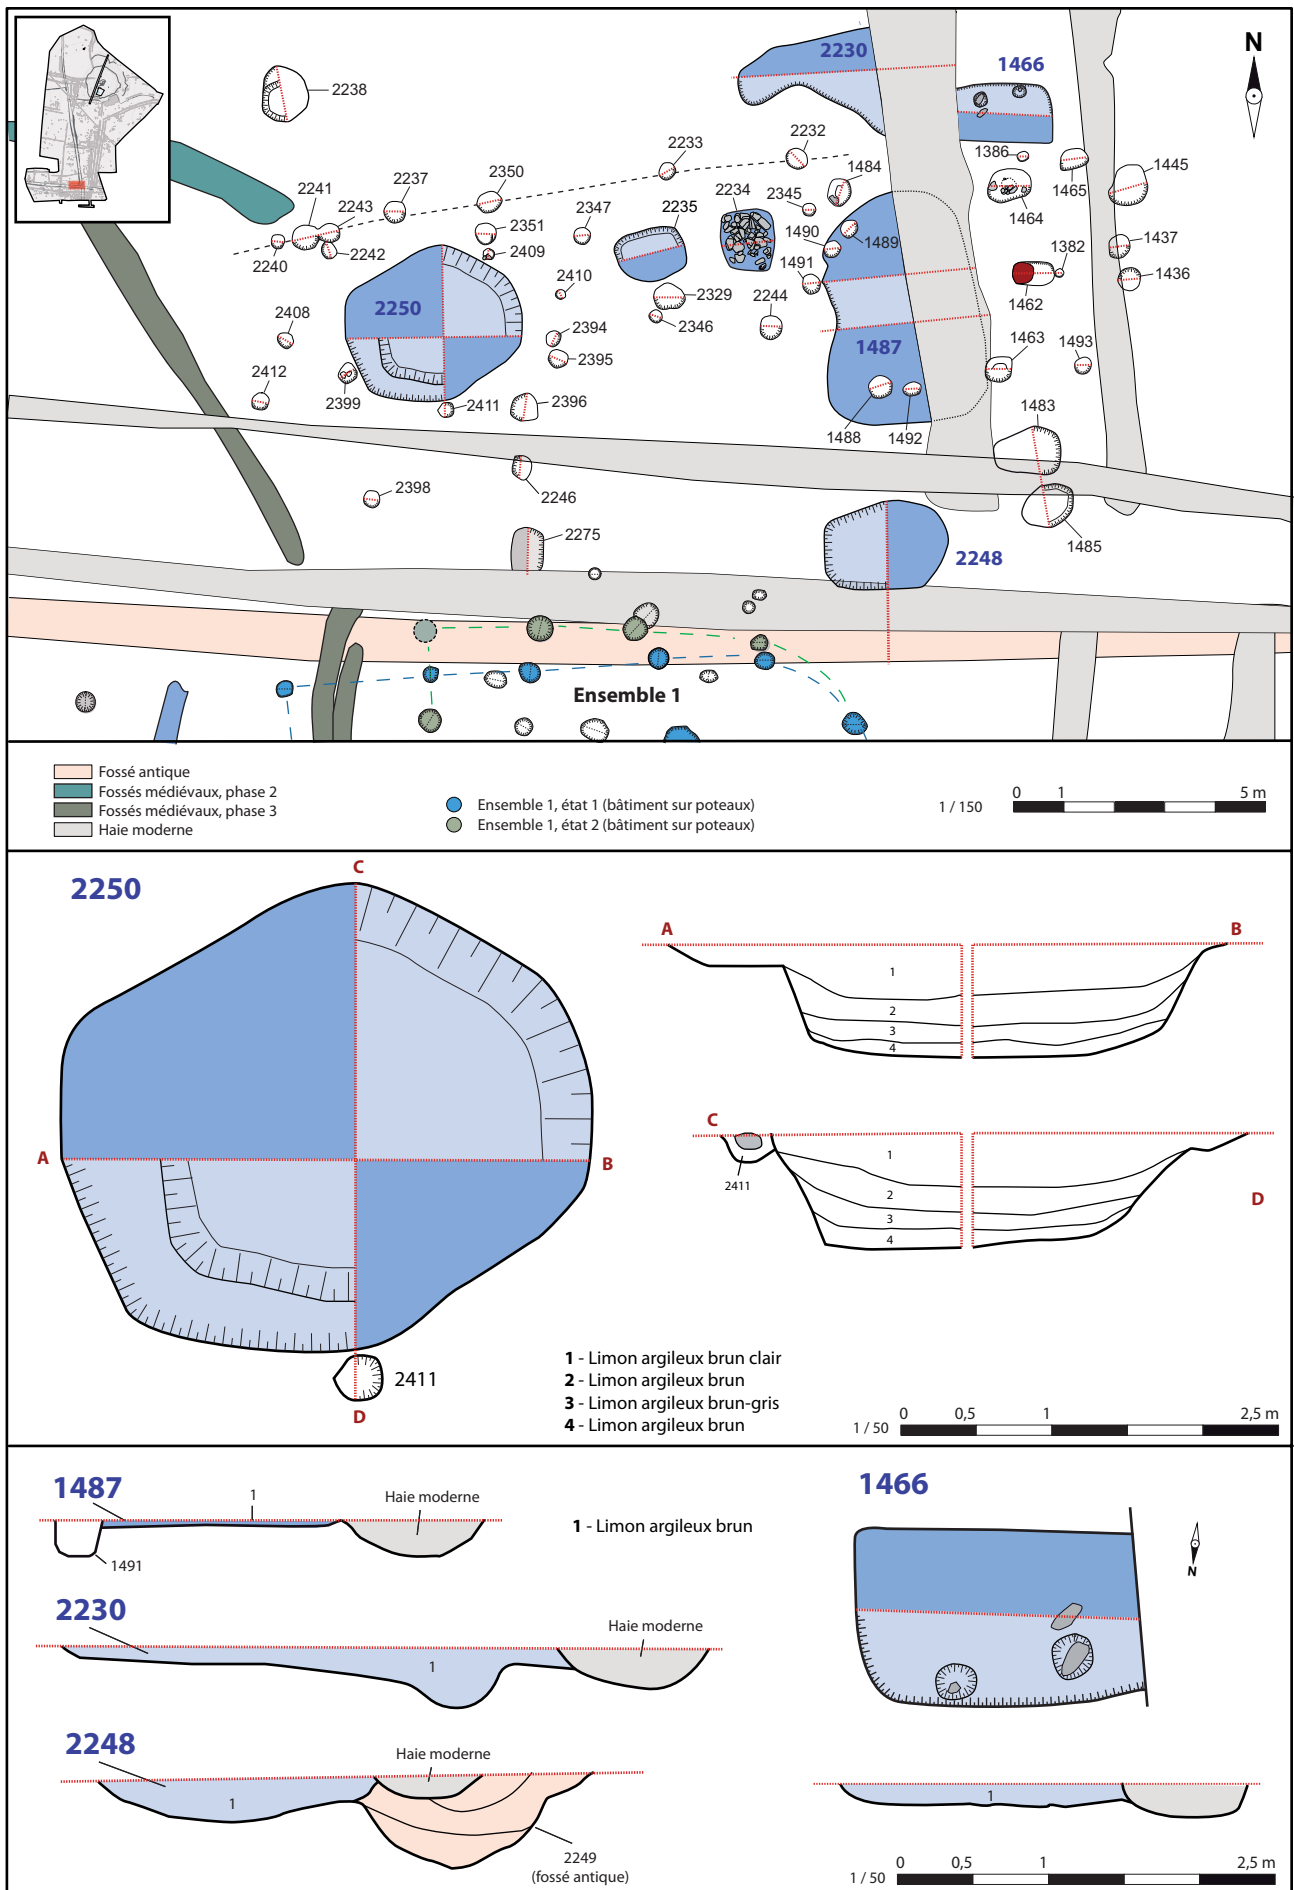 2230
1466
N
2238
2232
2233
1386
1465
1445
2350
2237
2241
2243
1484
2234
2345
2235
2347
1464
2351
2409
1490
1489
1437
1382
2240
2242
1491
1436
2410
2250
2329
1462
2408
2394
2346
2244
1463
1493
2395
1487
2412
2399
2411
2396
1488
1492
1483
2398
2246
2275
1485
2248
Ensemble 1
Fossé antique
Fossés médiévaux, phase 2
Fossés médiévaux, phase 3
Haie moderne
Ensemble 1, état 1 (bâtiment sur poteaux)
Ensemble 1, état 2 (bâtiment sur poteaux)
1 / 150
0 1 5 m
2250
C
A
B
D
2411
A
B
1
2
3
4
C
D
2411
1
2
3
4
1 - Limon argileux brun clair
2 - Limon argileux brun
3 - Limon argileux brun-gris
4 - Limon argileux brun
1 / 50
0 0,5 1 2,5 m
1487
1
Haie moderne
1491
1 - Limon argileux brun
1466
N
2230
Haie moderne
1
2248
Haie moderne
1
2249
(fossé antique)
1
1 / 50
0 0,5 1 2,5 m